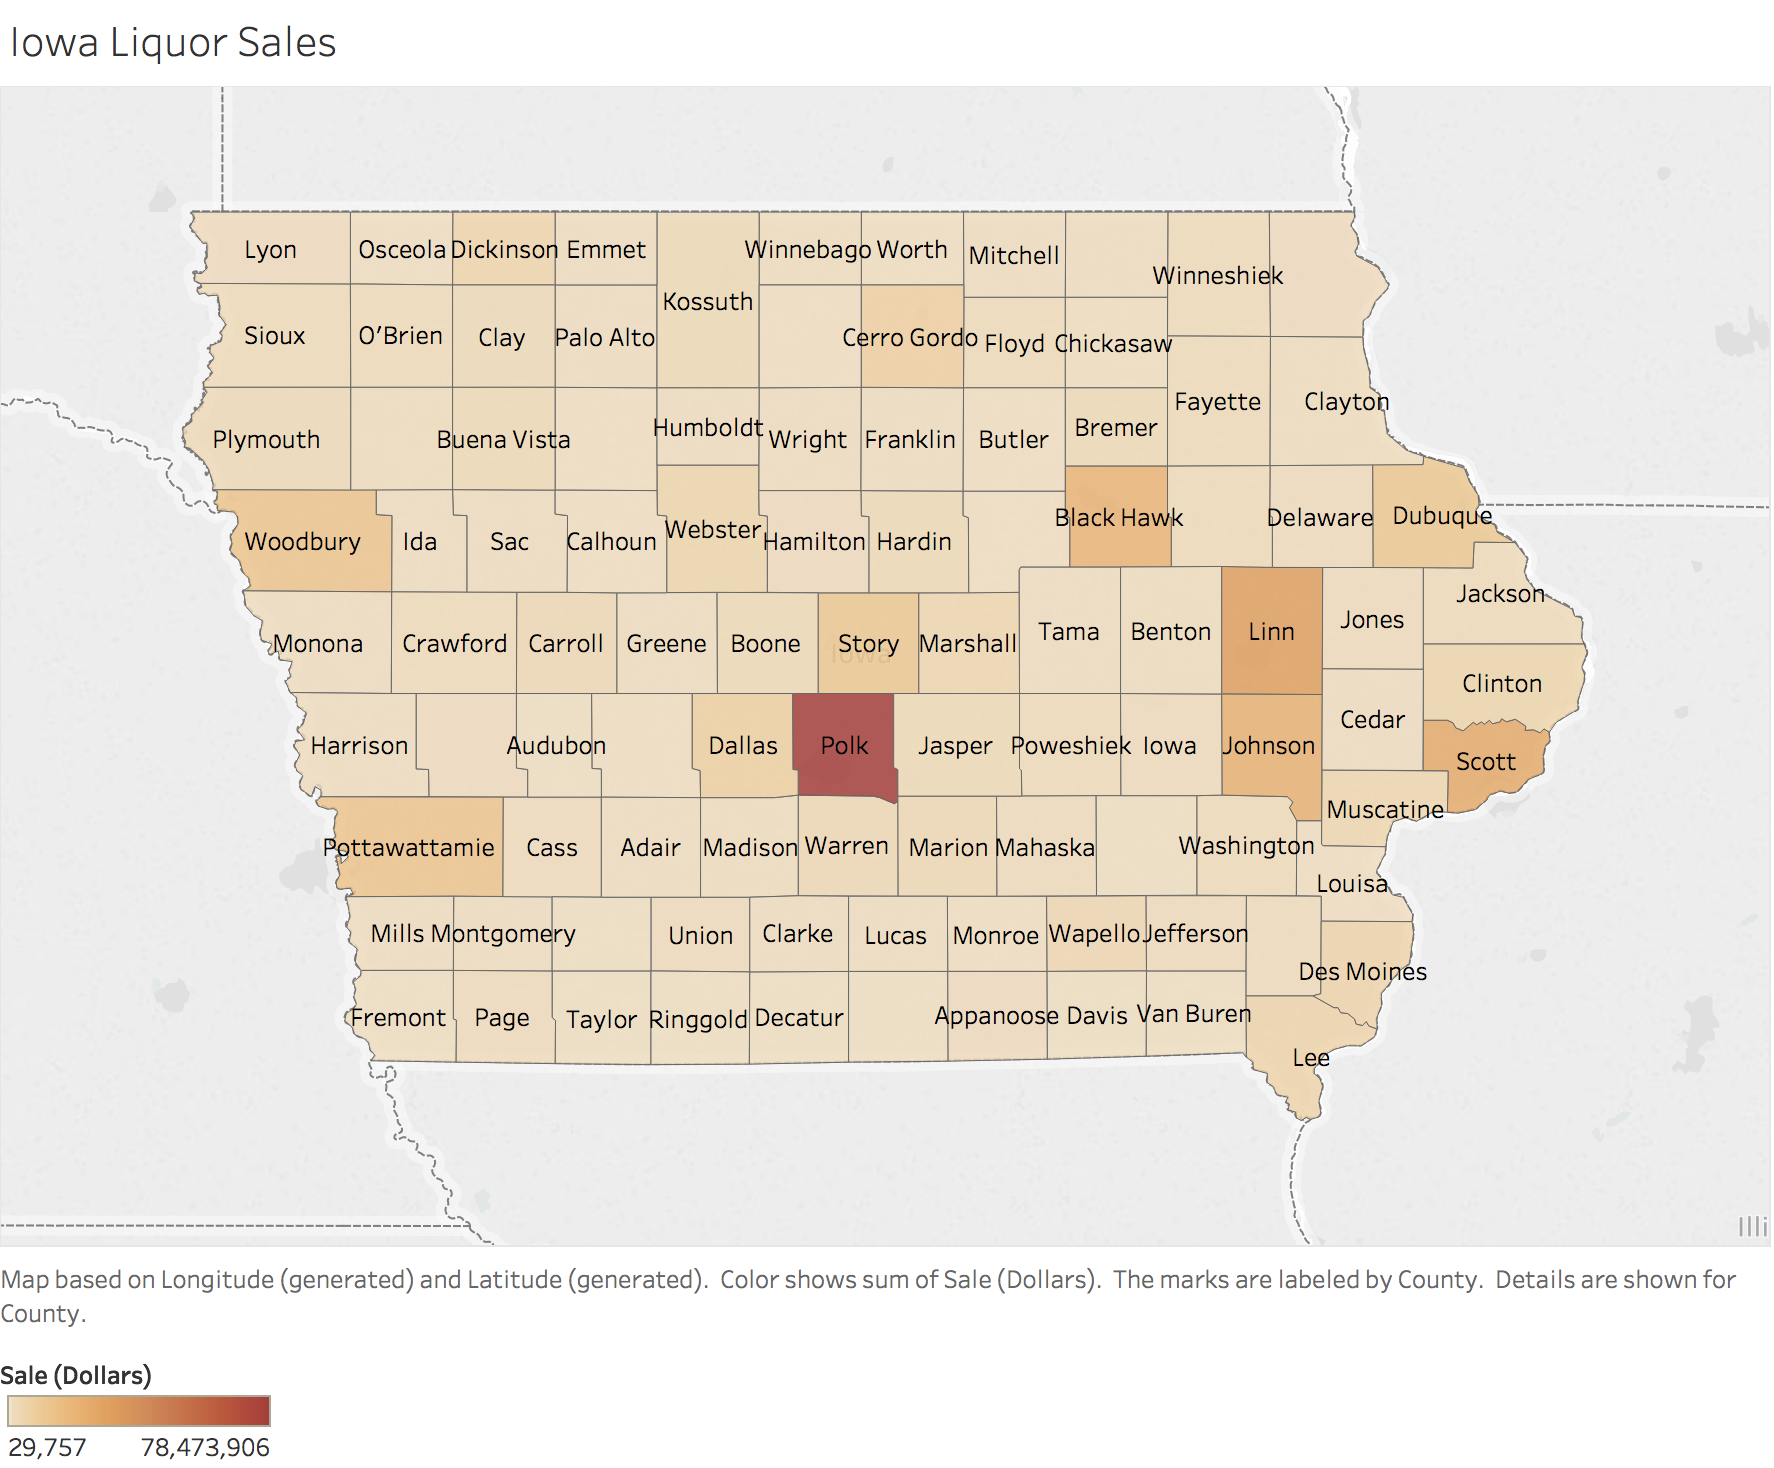 Iowa Liquor Sales
Lyon Osceola Dickinson Emmet Winnebago Worth Mitchell
Winneshiek
Kossuth
Sioux O'Brien Clay Palo Alto Cerro Gordo Floyd Chickasaw
Fayette Clayton
Plymouth Buena Vista Humboldt Wright Franklin Butler Bremer
Woodbury Ida Sac Calhoun Webster Hamilton Hardin Black Hawk Delaware Dubuque
Jackson
Monona Crawford Carroll Greene Boone Story Marshall Tama Benton Linn Jones
Iowa
Clinton
Harrison Audubon Dallas Polk Jasper Poweshiek Iowa Johnson Cedar Scott
Muscatine
Pottawattamie Cass Adair Madison Warren Marion Mahaska Washington
Louisa
Mills Montgomery Union Clarke Lucas Monroe Wapello Jefferson
Des Moines
Fremont Page Taylor Ringgold Decatur Appanoose Davis Van Buren
Lee
Illi
Map based on Longitude (generated) and Latitude (generated).  Color shows sum of Sale (Dollars).  The marks are labeled by County.  Details are shown for
County.
Sale (Dollars)
29,757 78,473,906